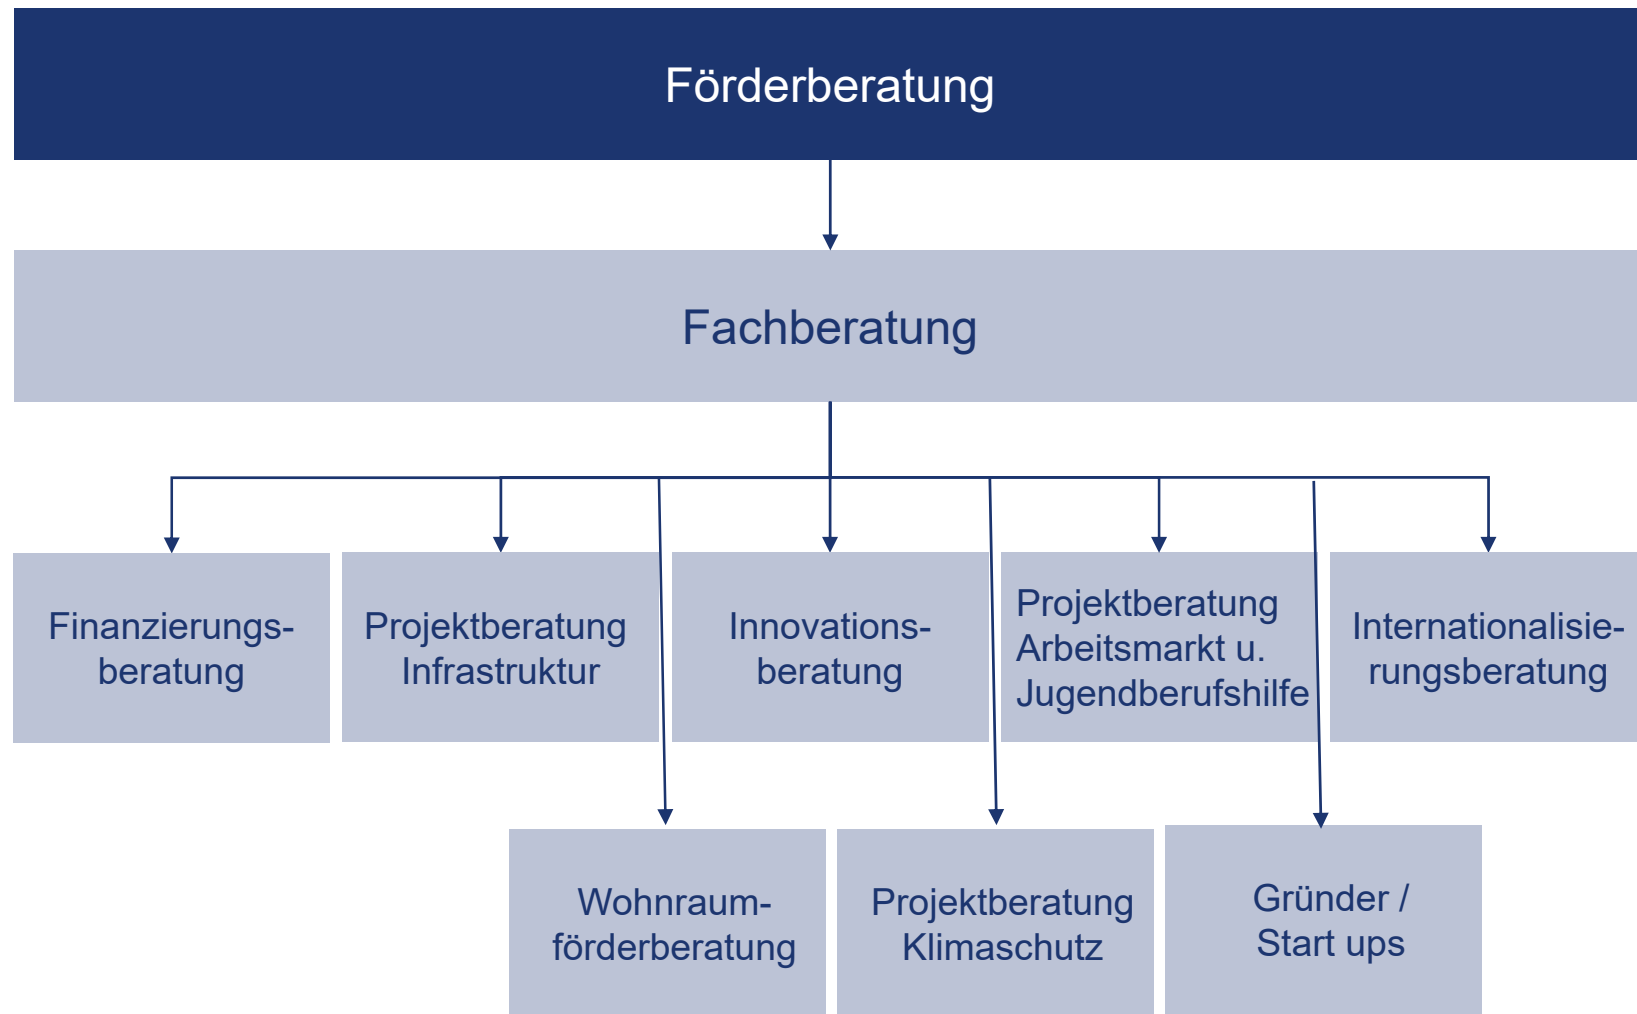 Förderberatung
Fachberatung
Finanzierungs-
beratung
Projektberatung
Infrastruktur
Innovations-
beratung
Projektberatung
Arbeitsmarkt u.
Jugendberufshilfe
Internationalisie-
rungsberatung
Wohnraum-
förderberatung
Projektberatung
Klimaschutz
Gründer /
Start ups